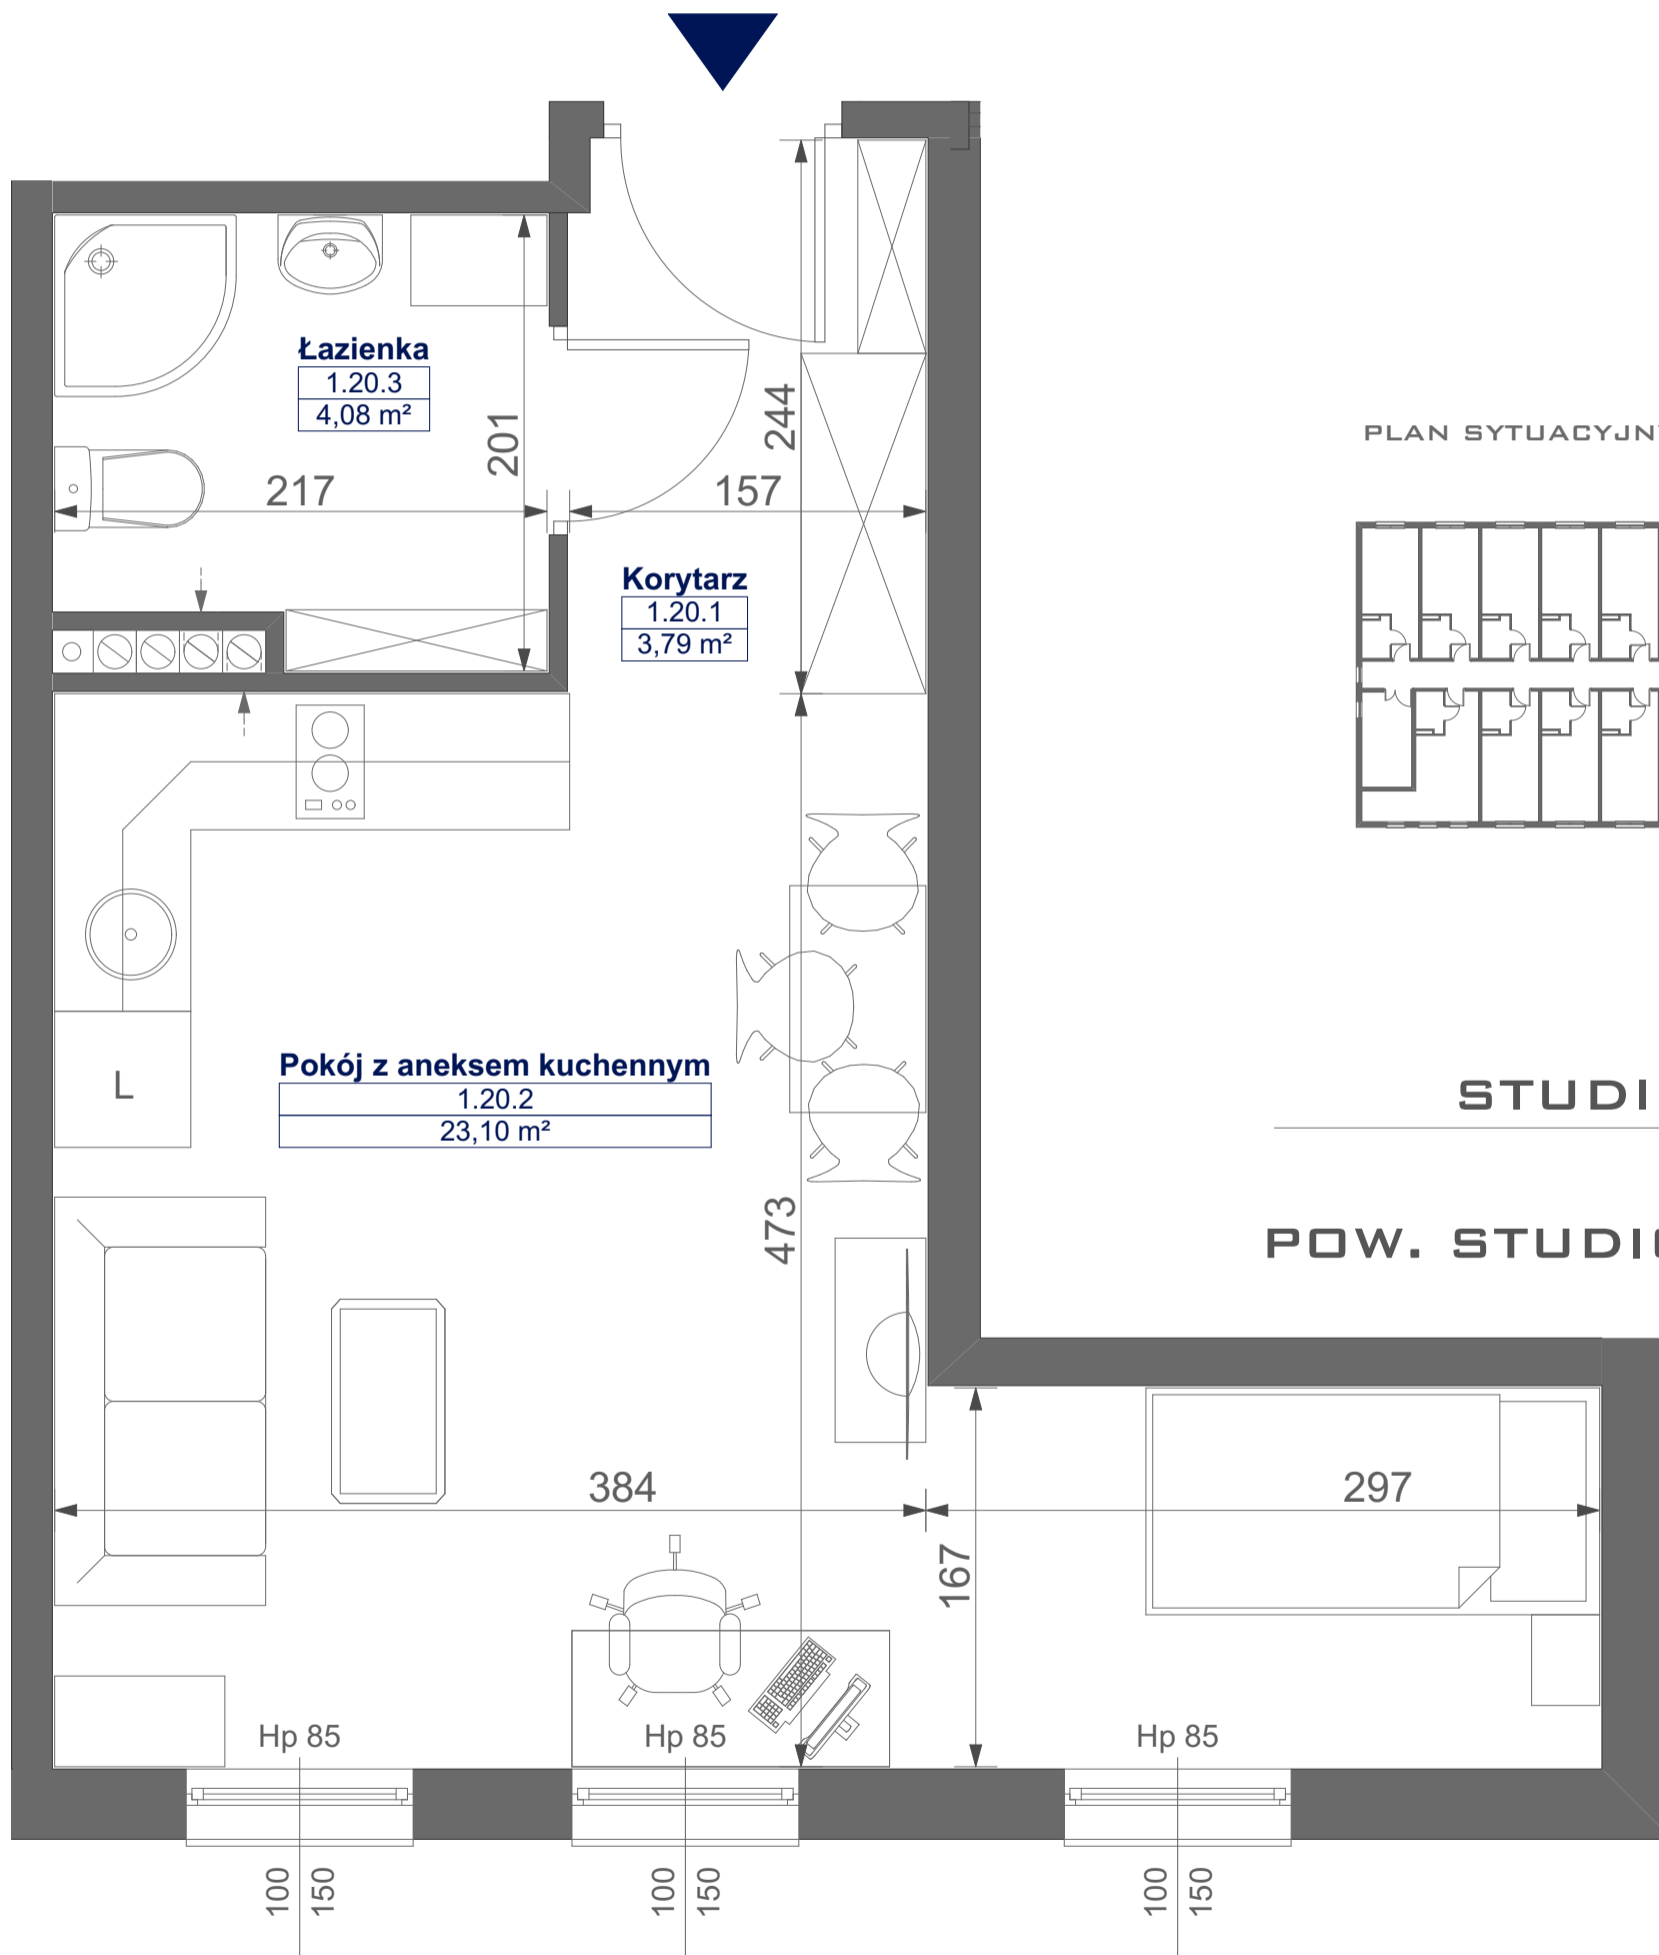 Łazienka
1.20.3
4,08 m²
201
217
244
157
Korytarz
1.20.1
3,79 m²
PLAN SYTUACYJNY
L
Pokój z aneksem kuchennym
1.20.2
23,10 m²
STUDI
POW. STUDIO
473
384
297
167
Hp 85
Hp 85
Hp 85
100
150
100
150
100
150